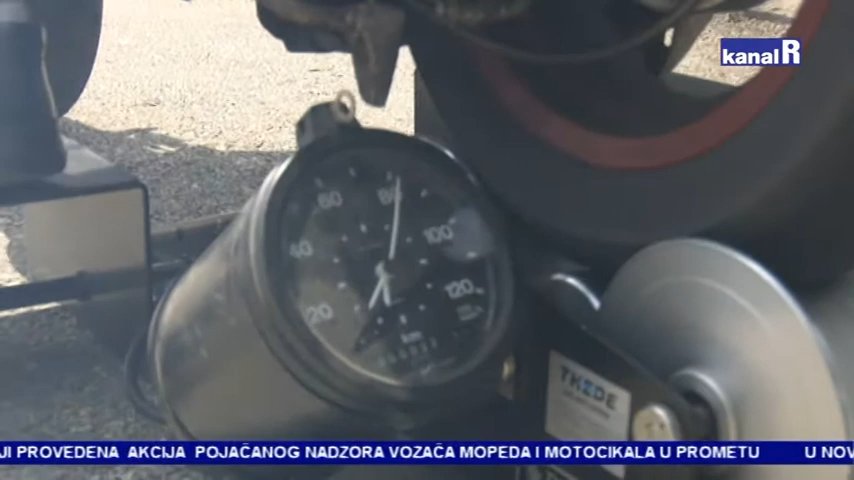 kanal R
60
80
40
100
20
120
km
TKEDE
JI PROVEDENA AKCIJA POJAČANOG NADZORA VOZAČA MOPEDA I MOTOCIKALA U PROMETU U NOV